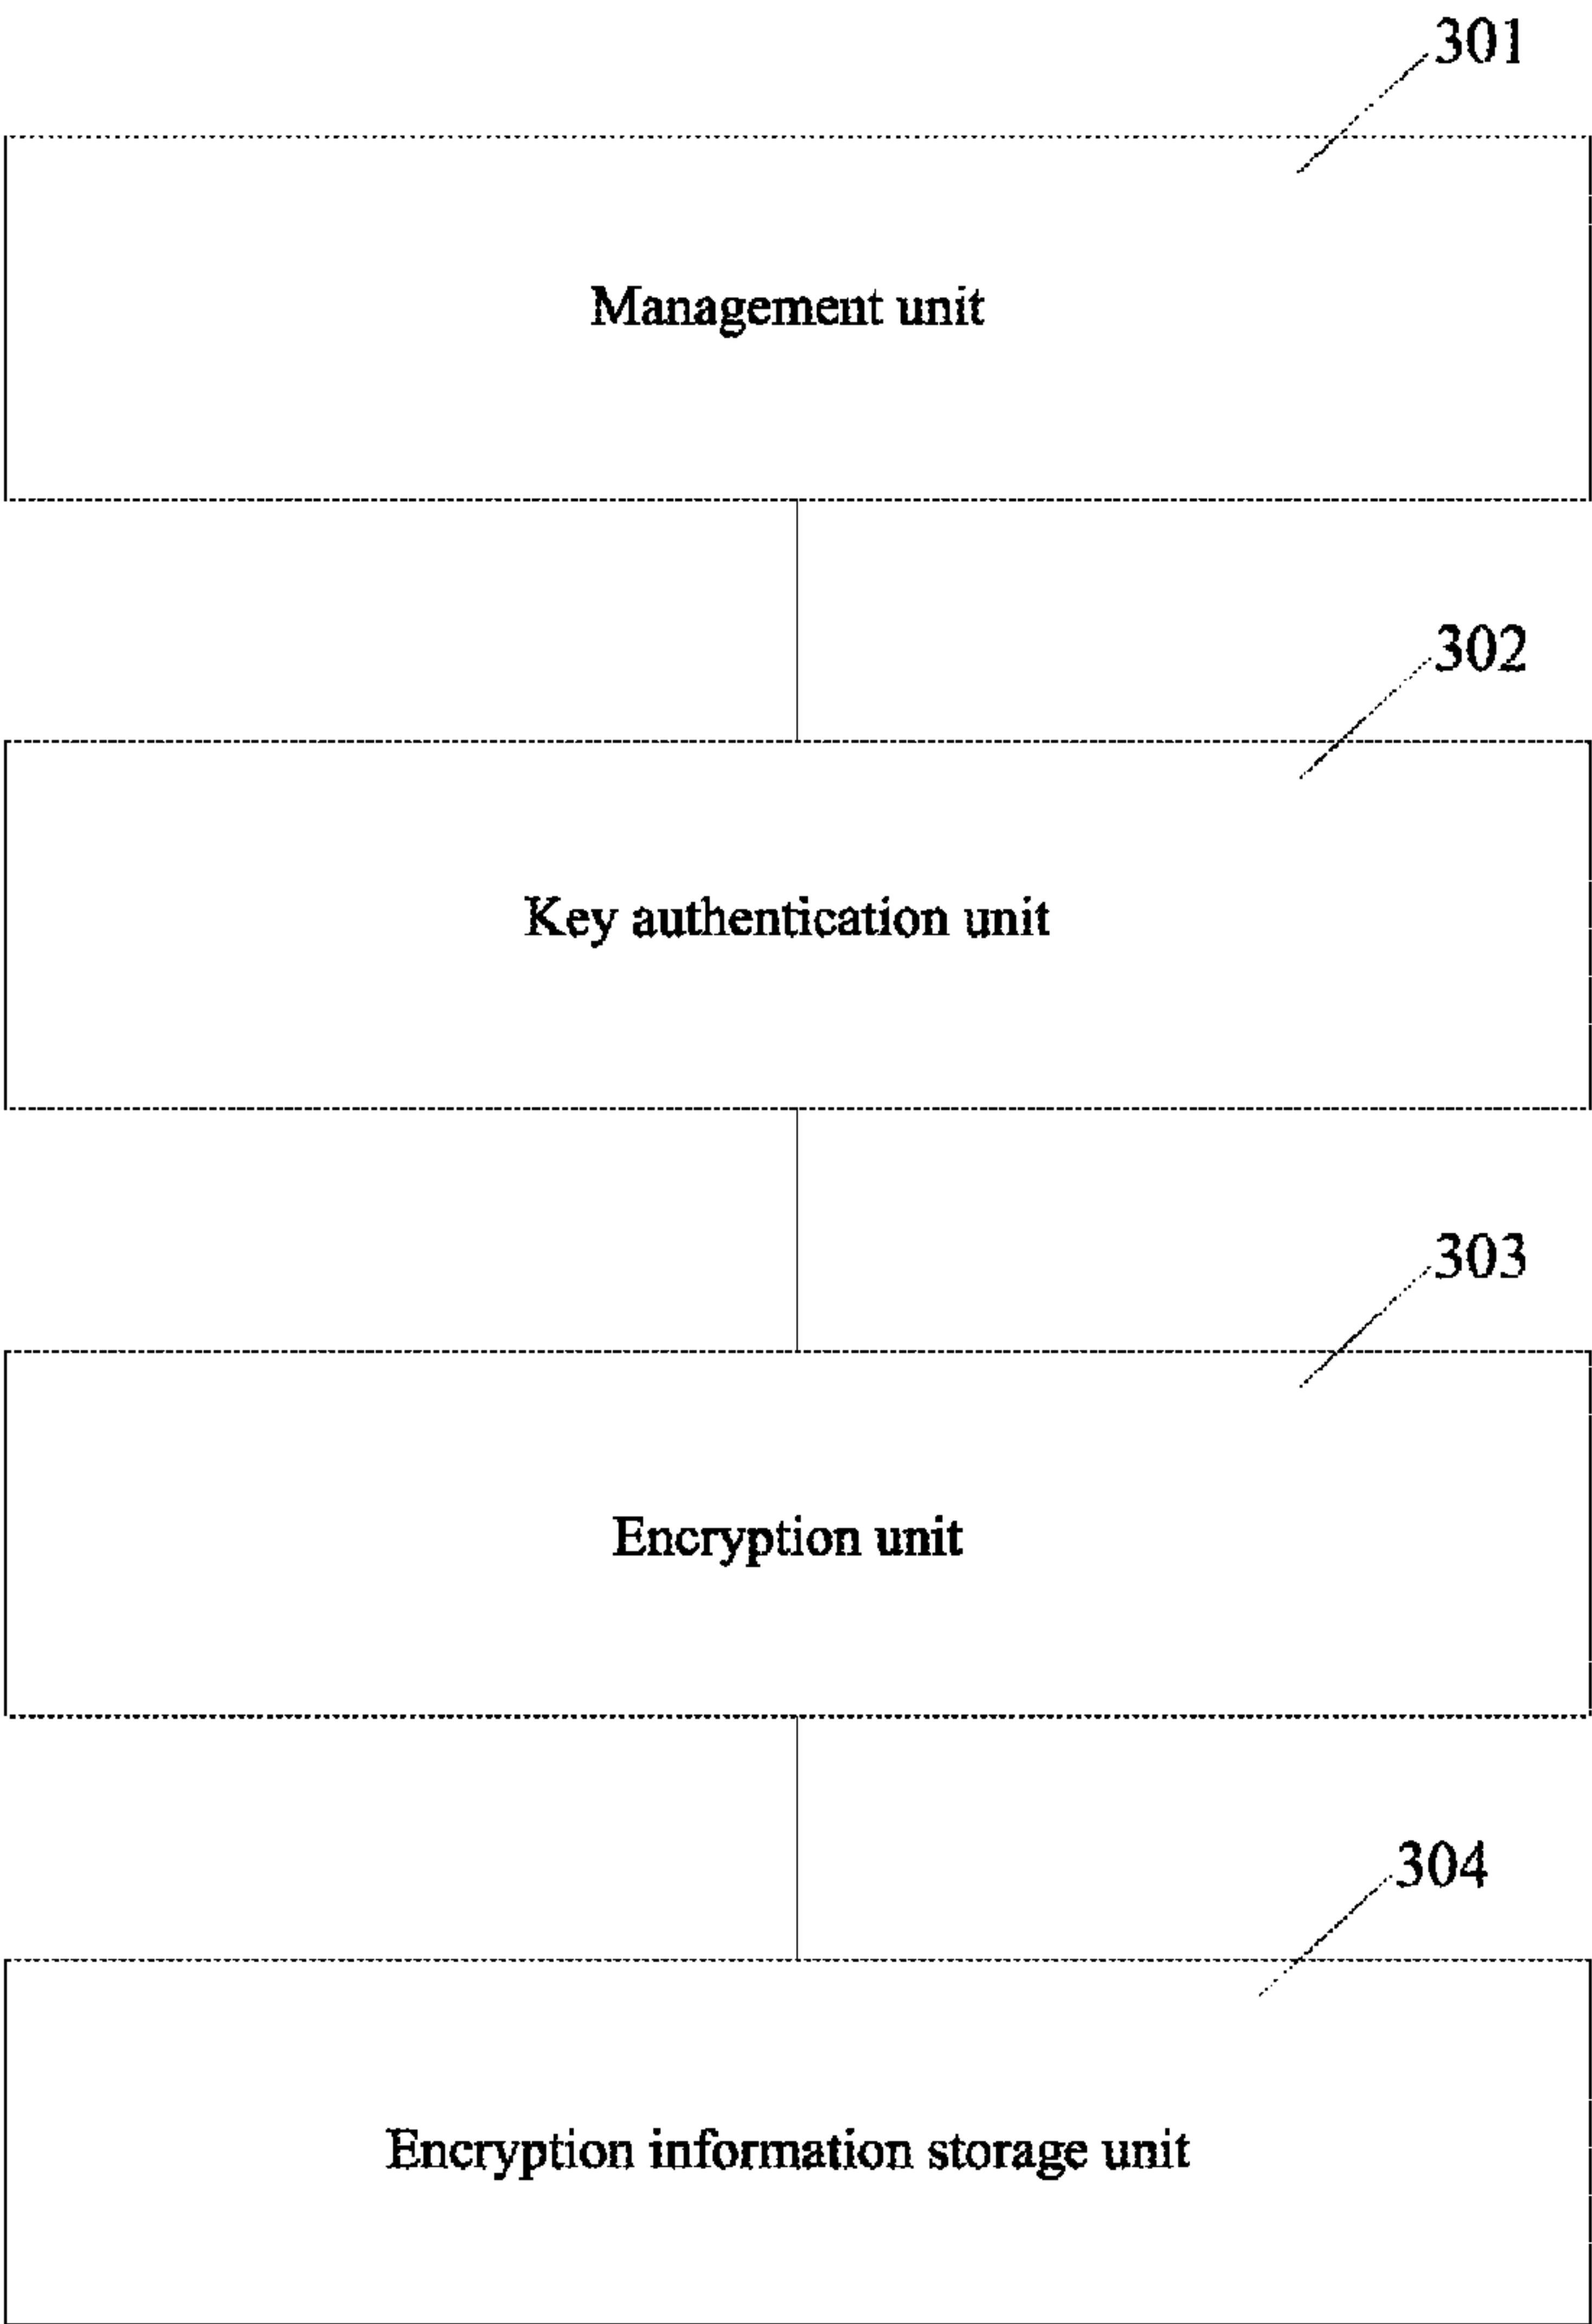 301
Management unit
302
Key authentication unit
303
Encryption unit
304
Encryption information storage unit